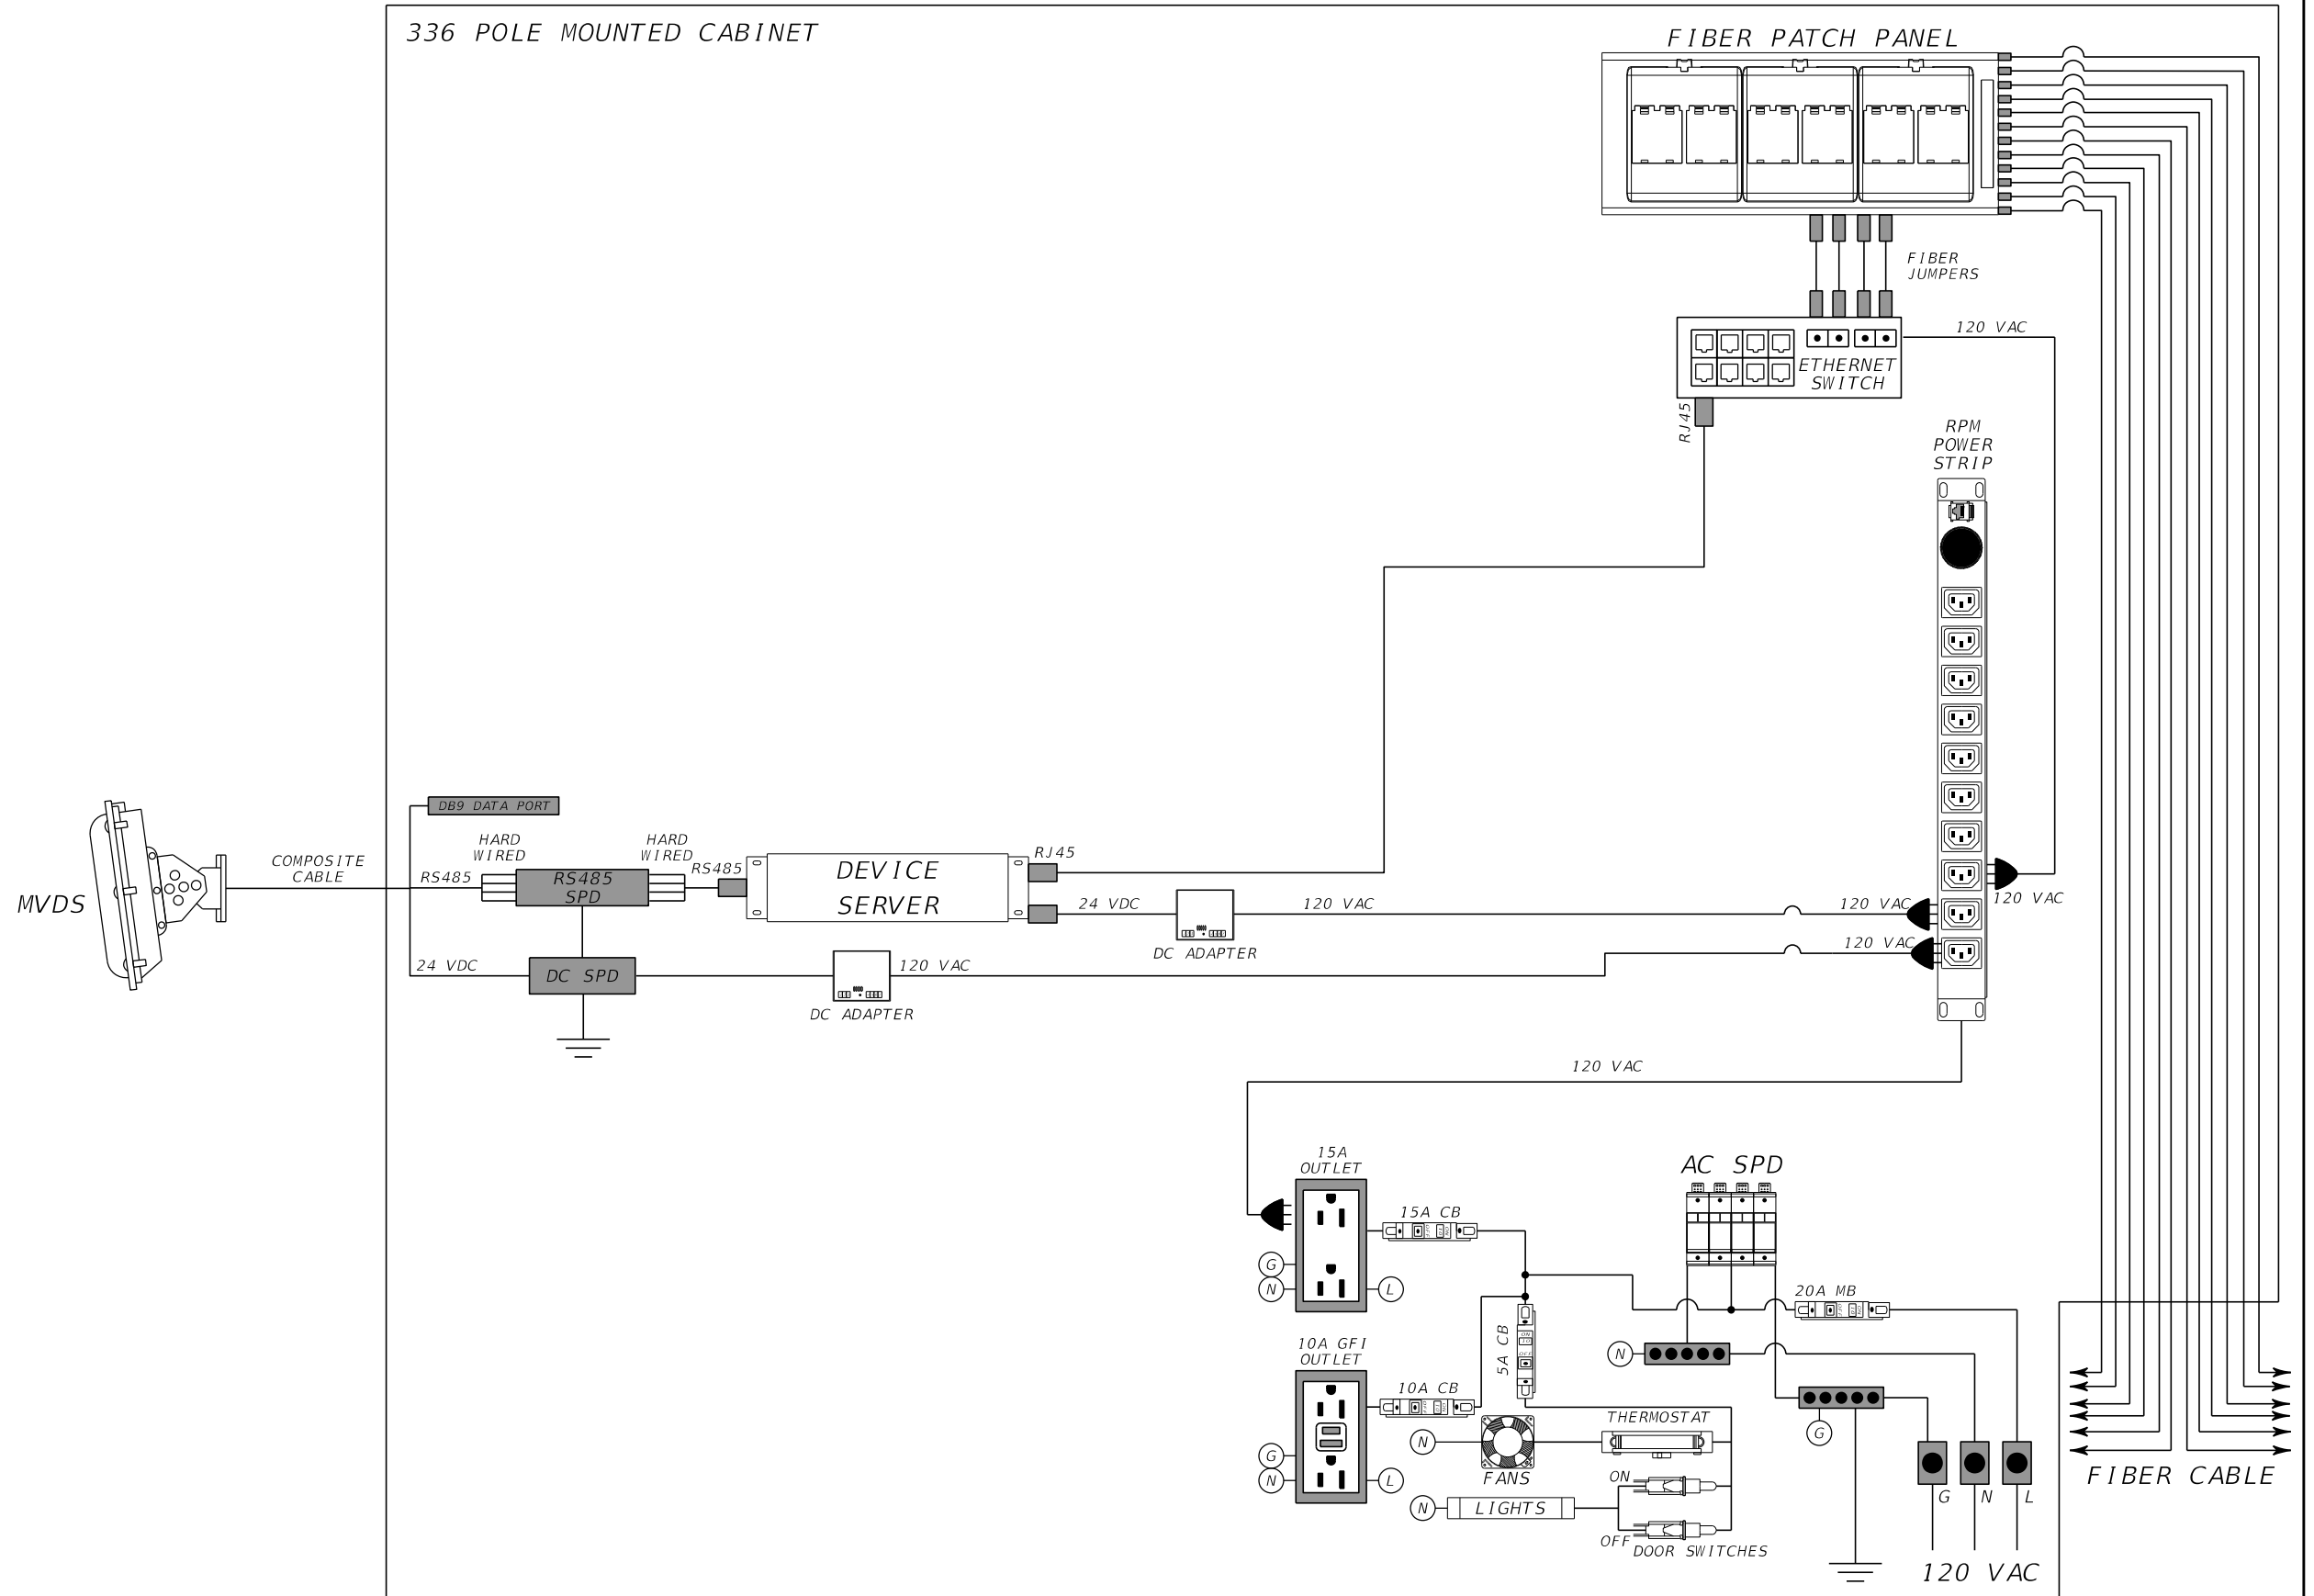 336 POLE MOUNTED CABINET
FIBER PATCH PANEL
FIBER
JUMPERS
120 VAC
ETHERNET
SWITCH
RJ45
RPM
POWER
STRIP
DB9 DATA PORT
HARD
WIRED
HARD
WIRED
COMPOSITE
CABLE
RS485
RS485
SPD
RS485
DEVICE
SERVER
RJ45
MVDS
24 VDC
120 VAC
120 VAC
120 VAC
DC ADAPTER
120 VAC
24 VDC
DC SPD
120 VAC
DC ADAPTER
120 VAC
15A
OUTLET
AC SPD
15A CB
G
N
L
20A MB
5A CB
10A GFI
OUTLET
N
10A CB
THERMOSTAT
G
N
G
N
L
FANS
ON
N
LIGHTS
OFF
DOOR SWITCHES
FIBER CABLE
G
N
L
120 VAC